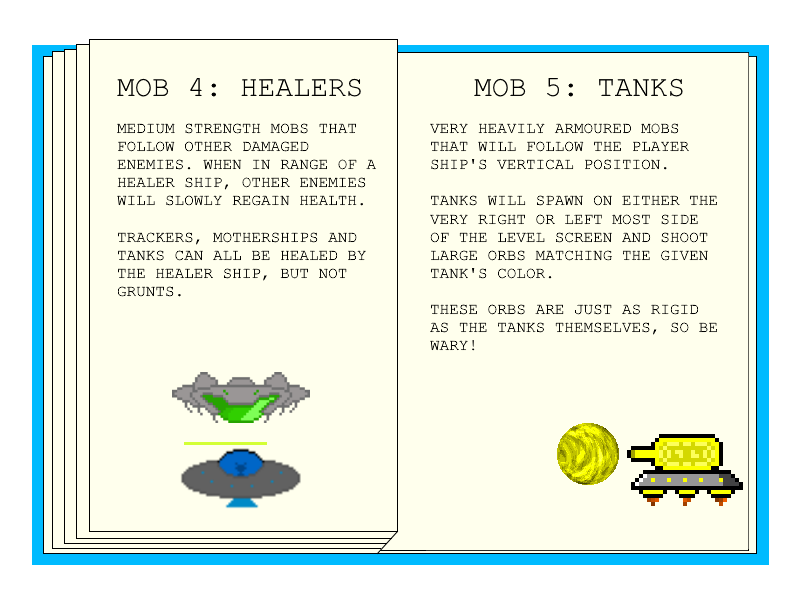 MOB 4: HEALERS
MEDIUM STRENGTH MOBS THAT
FOLLOW OTHER DAMAGED
ENEMIES. WHEN IN RANGE OF A
HEALER SHIP, OTHER ENEMIES
WILL SLOWLY REGAIN HEALTH.
TRACKERS, MOTHERSHIPS AND
TANKS CAN ALL BE HEALED BY
THE HEALER SHIP, BUT NOT
GRUNTS.
MOB 5: TANKS
VERY HEAVILY ARMOURED MOBS
THAT WILL FOLLOW THE PLAYER
SHIP'S VERTICAL POSITION.
TANKS WILL SPAWN ON EITHER THE
VERY RIGHT OR LEFT MOST SIDE
OF THE LEVEL SCREEN AND SHOOT
LARGE ORBS MATCHING THE GIVEN
TANK'S COLOR.
THESE ORBS ARE JUST AS RIGID
AS THE TANKS THEMSELVES, SO BE
WARY!